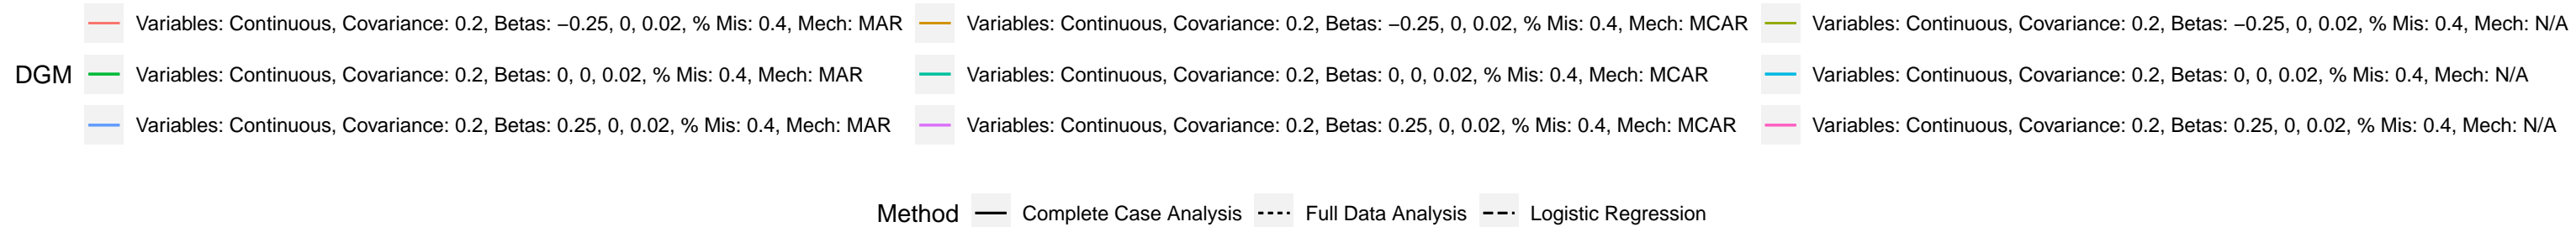 Variables: Continuous, Covariance: 0.2, Betas: −0.25, 0, 0.02, % Mis: 0.4, Mech: MAR Variables: Continuous, Covariance: 0.2, Betas: −0.25, 0, 0.02, % Mis: 0.4, Mech: MCAR Variables: Continuous, Covariance: 0.2, Betas: −0.25, 0, 0.02, % Mis: 0.4, Mech: N/A
DGM Variables: Continuous, Covariance: 0.2, Betas: 0, 0, 0.02, % Mis: 0.4, Mech: MAR Variables: Continuous, Covariance: 0.2, Betas: 0, 0, 0.02, % Mis: 0.4, Mech: MCAR Variables: Continuous, Covariance: 0.2, Betas: 0, 0, 0.02, % Mis: 0.4, Mech: N/A
Variables: Continuous, Covariance: 0.2, Betas: 0.25, 0, 0.02, % Mis: 0.4, Mech: MAR Variables: Continuous, Covariance: 0.2, Betas: 0.25, 0, 0.02, % Mis: 0.4, Mech: MCAR Variables: Continuous, Covariance: 0.2, Betas: 0.25, 0, 0.02, % Mis: 0.4, Mech: N/A
Method Complete Case Analysis Full Data Analysis Logistic Regression